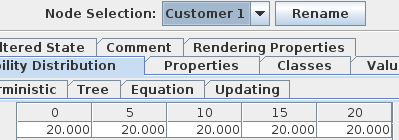 Node Selection: Customer 1 Rename
ltered State Comment Rendering Properties
bility Distribution Properties Classes Valu
erministic Tree Equation Updating
0 5 10 15 20
20.000 20.000 20.000 20.000 20.000